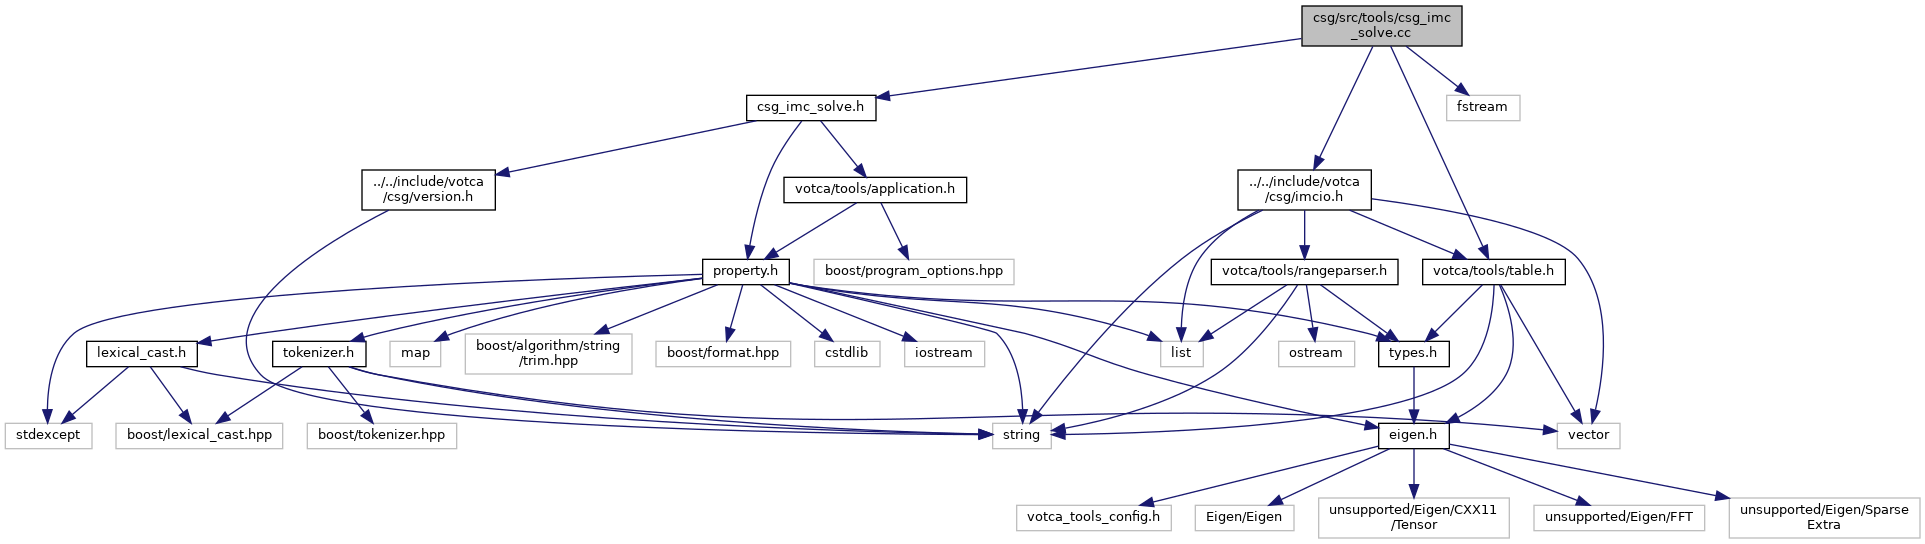 csg/src/tools/csg_imc
_solve.cc
csg_imc_solve.h
fstream
../../include/votca
/csg/version.h
votca/tools/application.h
../../include/votca
/csg/imcio.h
property.h
boost/program_options.hpp
votca/tools/rangeparser.h
votca/tools/table.h
lexical_cast.h
tokenizer.h
map
boost/algorithm/string
/trim.hpp
boost/format.hpp
cstdlib
iostream
list
ostream
types.h
stdexcept
boost/lexical_cast.hpp
boost/tokenizer.hpp
string
eigen.h
vector
votca_tools_config.h
Eigen/Eigen
unsupported/Eigen/CXX11
/Tensor
unsupported/Eigen/FFT
unsupported/Eigen/Sparse
Extra